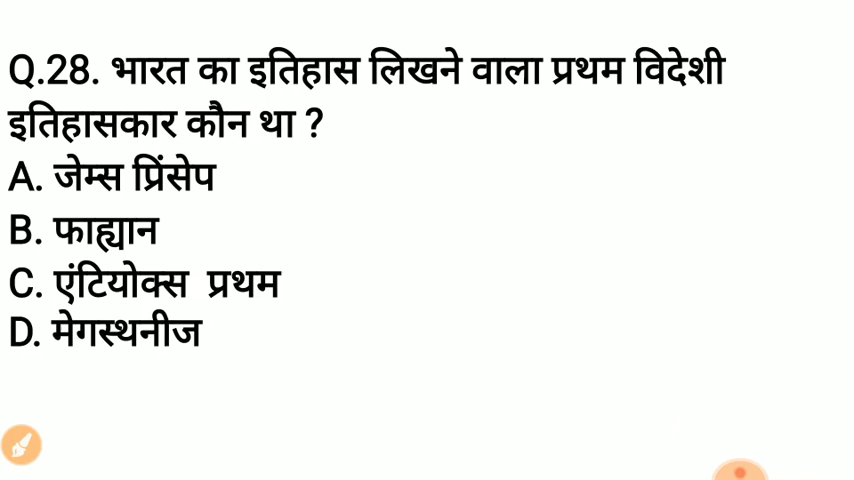 Q.28. भारत का इतिहास लिखने वाला प्रथम विदेशी
इतिहासकार कौन था ?
A. जेम्स प्रिंसेप
B. फाह्यान
C. एंटियोक्स प्रथम
D. मेगस्थनीज